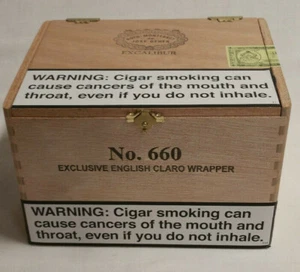 EXCALIBUR
WARNING: Cigar smoking can
cause cancers of the mouth and
throat, even if you do not inhale.
No. 660
EXCLUSIVE ENGLISH CLARO WRAPPER
WARNING: Cigar smoking can
cause cancers of the mouth and
throat, even if you do not inhale.